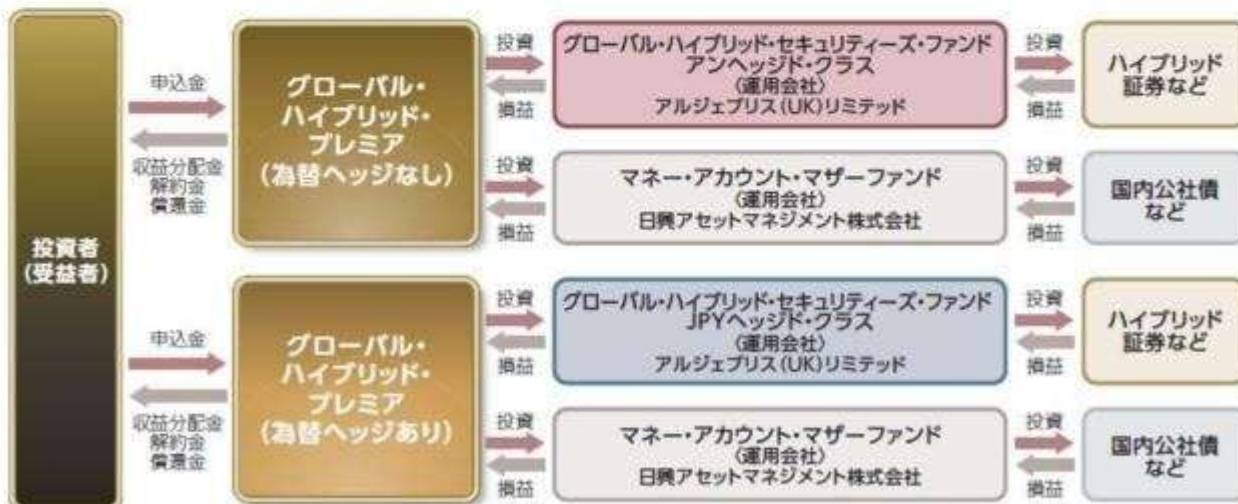 投資者
(受益者)
申込金
収益分配金
解約金
償還金
グローバル・
ハイブリッド・
プレミア
(為替ヘッジなし)
投資
損益
グローバル・ハイブリッド・セキュリティーズ・ファンド
アンヘッジド・クラス
(運用会社)
アルジェブリス(UK)リミテッド
投資
損益
ハイブリッド
証券など
投資
損益
マネー・アカウント・マザーファンド
(運用会社)
日興アセットマネジメント株式会社
投資
損益
国内公社債
など
申込金
収益分配金
解約金
償還金
グローバル・
ハイブリッド・
プレミア
(為替ヘッジあり)
投資
損益
グローバル・ハイブリッド・セキュリティーズ・ファンド
JPYヘッジド・クラス
(運用会社)
アルジェブリス(UK)リミテッド
投資
損益
ハイブリッド
証券など
投資
損益
マネー・アカウント・マザーファンド
(運用会社)
日興アセットマネジメント株式会社
投資
損益
国内公社債
など